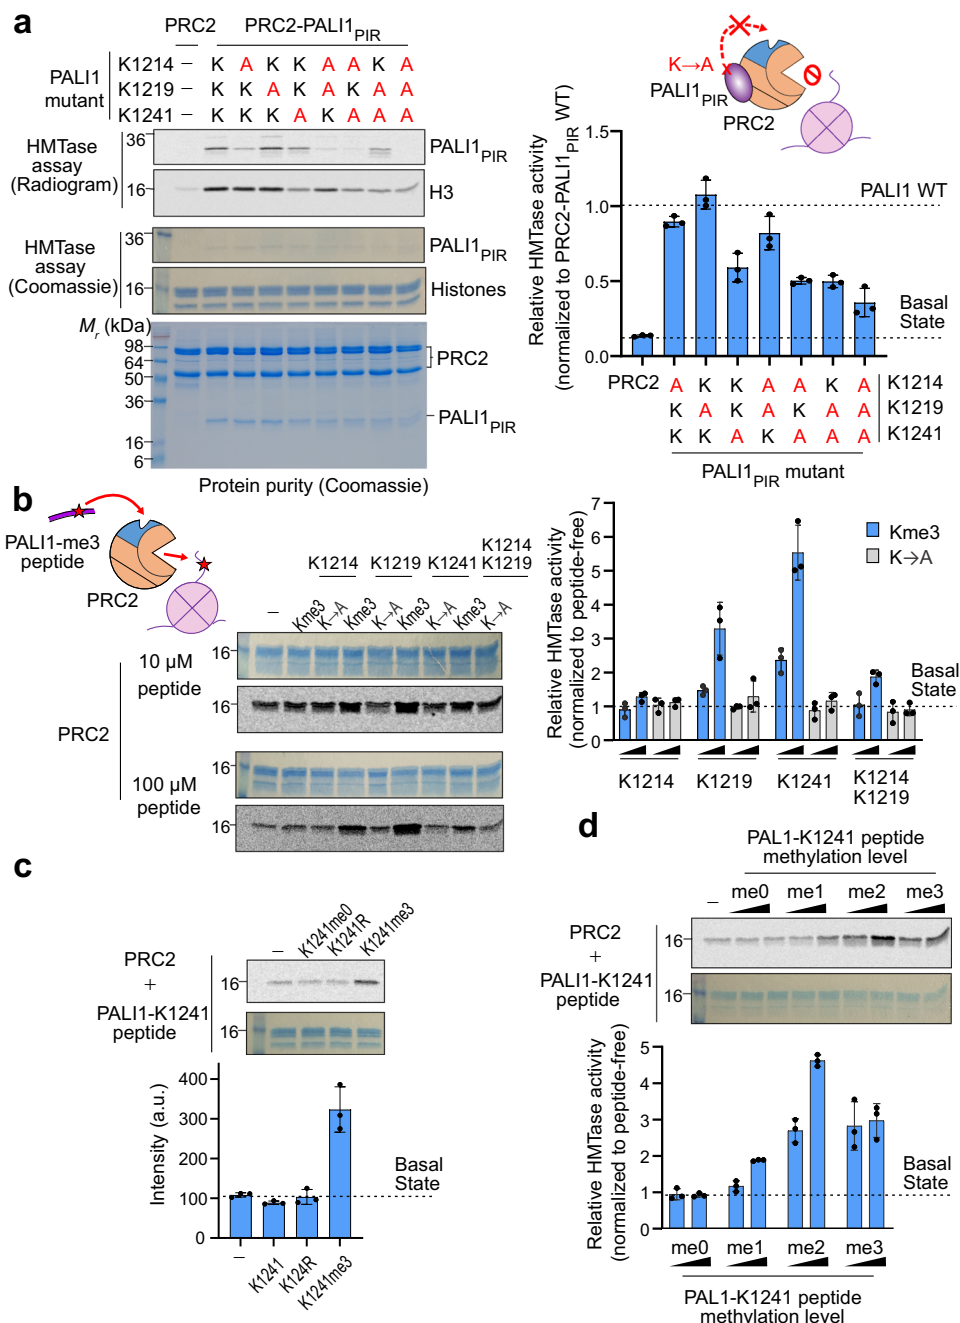 a
PRC2 PRC2-PALI1PIR
PALI1 mutant
K1214 – K A K K A A K A
K1219 – K K A K A K A A
K1241 – K K K A K A A A
HMTase assay (Radiogram)
36
PALI1PIR
16
H3
HMTase assay (Coomassie)
36
PALI1PIR
16
Histones
Mr (kDa)
98
64
50
36
16
6
PRC2
PALI1PIR
Protein purity (Coomassie)
K→A
PALI1PIR
PRC2
Relative HMTase activity
(normalized to PRC2-PALI1PIR WT)
1.5
1.0
0.5
0.0
PALI1 WT
Basal State
PRC2
A K K A A K A K1214
K A K A K A A K1219
K K A K A A A K1241
PALI1PIR mutant
b
PALI1-me3 peptide
PRC2
K1214 K1219 K1241 K1214 K1219
– Kme3 K→A Kme3 K→A Kme3 K→A Kme3 K→A
PRC2
10 µM peptide
16
16
100 µM peptide
16
16
Relative HMTase activity
(normalized to peptide-free)
7
6
5
4
3
2
1
0
Kme3
K→A
Basal State
K1214 K1219 K1241 K1214 K1219
c
– K1241me0 K1241R K1241me3
PRC2 + PALI1-K1241 peptide
16
16
Intensity (a.u.)
400
300
200
100
0
Basal State
– K1241 K124R K1241me3
d
PAL1-K1241 peptide
methylation level
– me0 me1 me2 me3
PRC2 + PALI1-K1241 peptide
16
16
Relative HMTase activity
(normalized to peptide-free)
5
4
3
2
1
0
Basal State
me0 me1 me2 me3
PAL1-K1241 peptide
methylation level